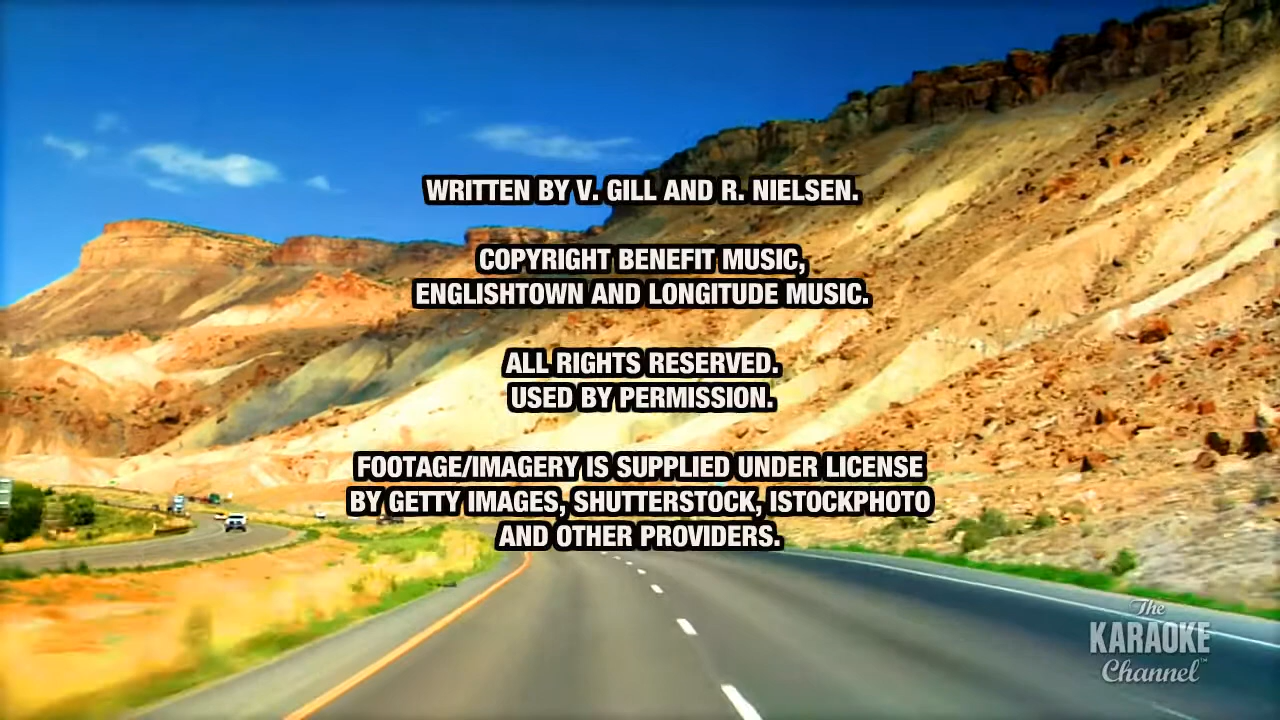 WRITTEN BY V. GILL AND R. NIELSEN.
COPYRIGHT BENEFIT MUSIC,
ENGLISHTOWN AND LONGITUDE MUSIC.
ALL RIGHTS RESERVED.
USED BY PERMISSION.
FOOTAGE/IMAGERY IS SUPPLIED UNDER LICENSE
BY GETTY IMAGES, SHUTTERSTOCK, ISTOCKPHOTO
AND OTHER PROVIDERS.
The
KARAOKE
Channel™